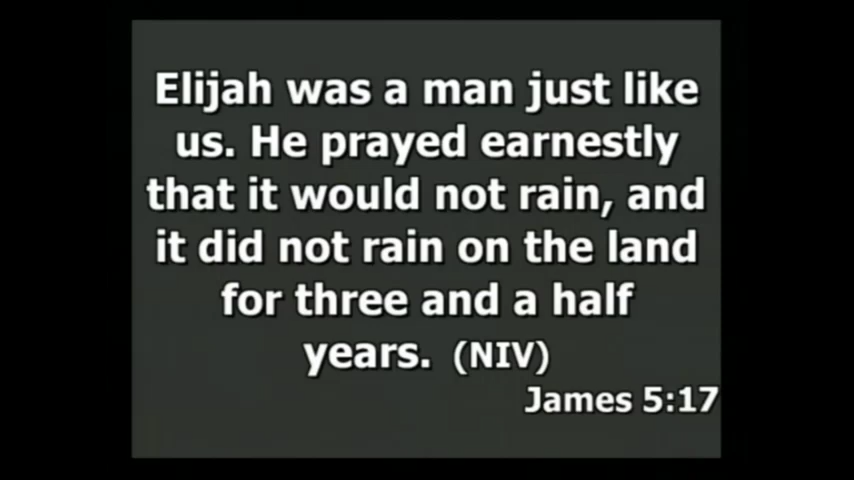 Elijah was a man just like
us. He prayed earnestly
that it would not rain, and
it did not rain on the land
for three and a half
years. (NIV)
James 5:17